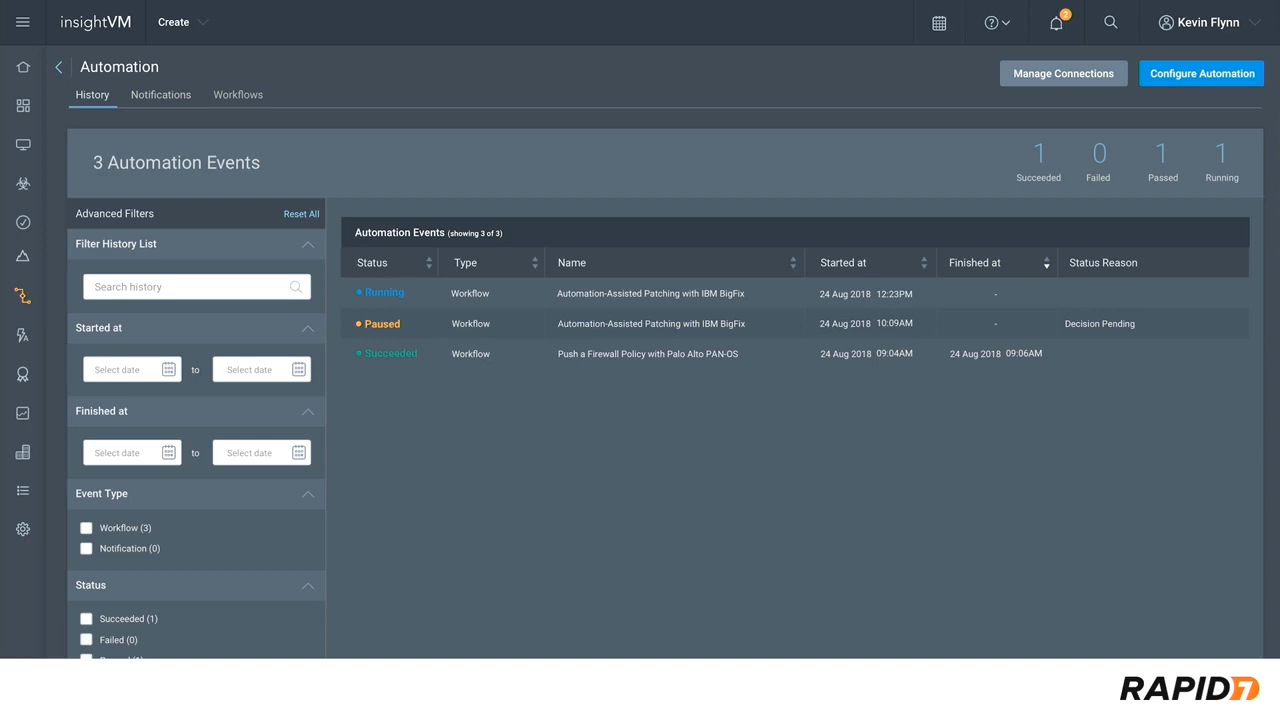 insightVM Create 2 Kevin Flynn
Automation
Manage Connections Configure Automation
History Notifications Workflows
3 Automation Events
1 0 1 1
Succeeded Failed Passed Running
Advanced Filters Reset All
Automation Events (showing 3 of 3)
Filter History List
Status Type Name Started at Finished at Status Reason
Search history
Running Workflow Automation-Assisted Patching with IBM BigFix 24 Aug 2018 12:23PM -
Started at
Paused Workflow Automation-Assisted Patching with IBM BigFix 24 Aug 2018 10:09AM - Decision Pending
Succeeded Workflow Push a Firewall Policy with Palo Alto PAN-OS 24 Aug 2018 09:04AM 24 Aug 2018 09:06AM
Select date to Select date
Finished at
Select date to Select date
Event Type
Workflow (3)
Notification (0)
Status
Succeeded (1)
Failed (0)
RAPID7